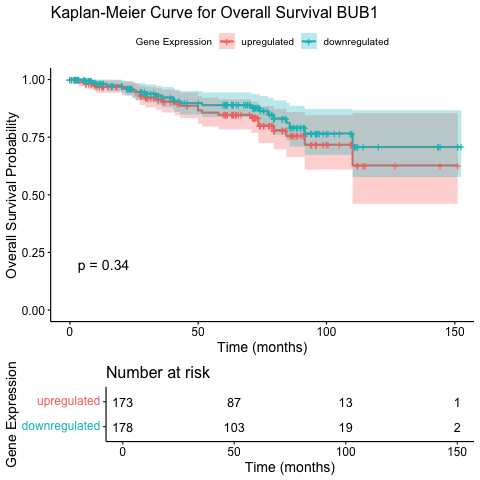 Kaplan-Meier Curve for Overall Survival BUB1
Gene Expression upregulated downregulated
Overall Survival Probability
1.00
0.75
0.50
0.25
0.00
p = 0.34
0 50 100 150
Time (months)
Number at risk
Gene Expression
upregulated 173 87 13 1
downregulated 178 103 19 2
0 50 100 150
Time (months)